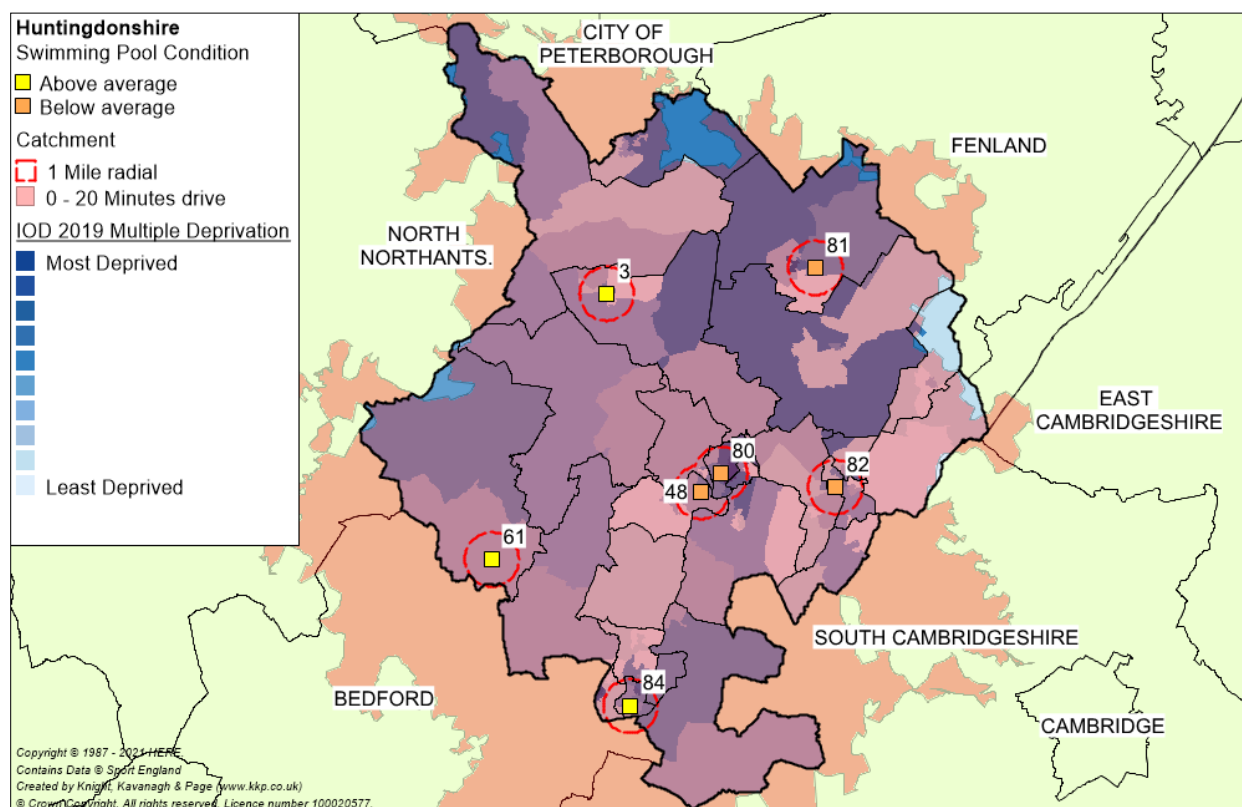 Huntingdonshire
Swimming Pool Condition
Above average
Below average
Catchment
1 Mile radial
0 - 20 Minutes drive
IOD 2019 Multiple Deprivation
Most Deprived
Least Deprived
CITY OF
PETERBOROUGH
FENLAND
NORTH
NORTHANTS.
81
3
EAST
CAMBRIDGESHIRE
80
82
48
61
SOUTH CAMBRIDGESHIRE
84
BEDFORD
CAMBRIDGE
Copyright © 1987 - 2021 HERE.
Contains Data © Sport England
Created by Knight, Kavanagh & Page (www.kkp.co.uk)
© Crown Copyright. All rights reserved. Licence number 100020577.